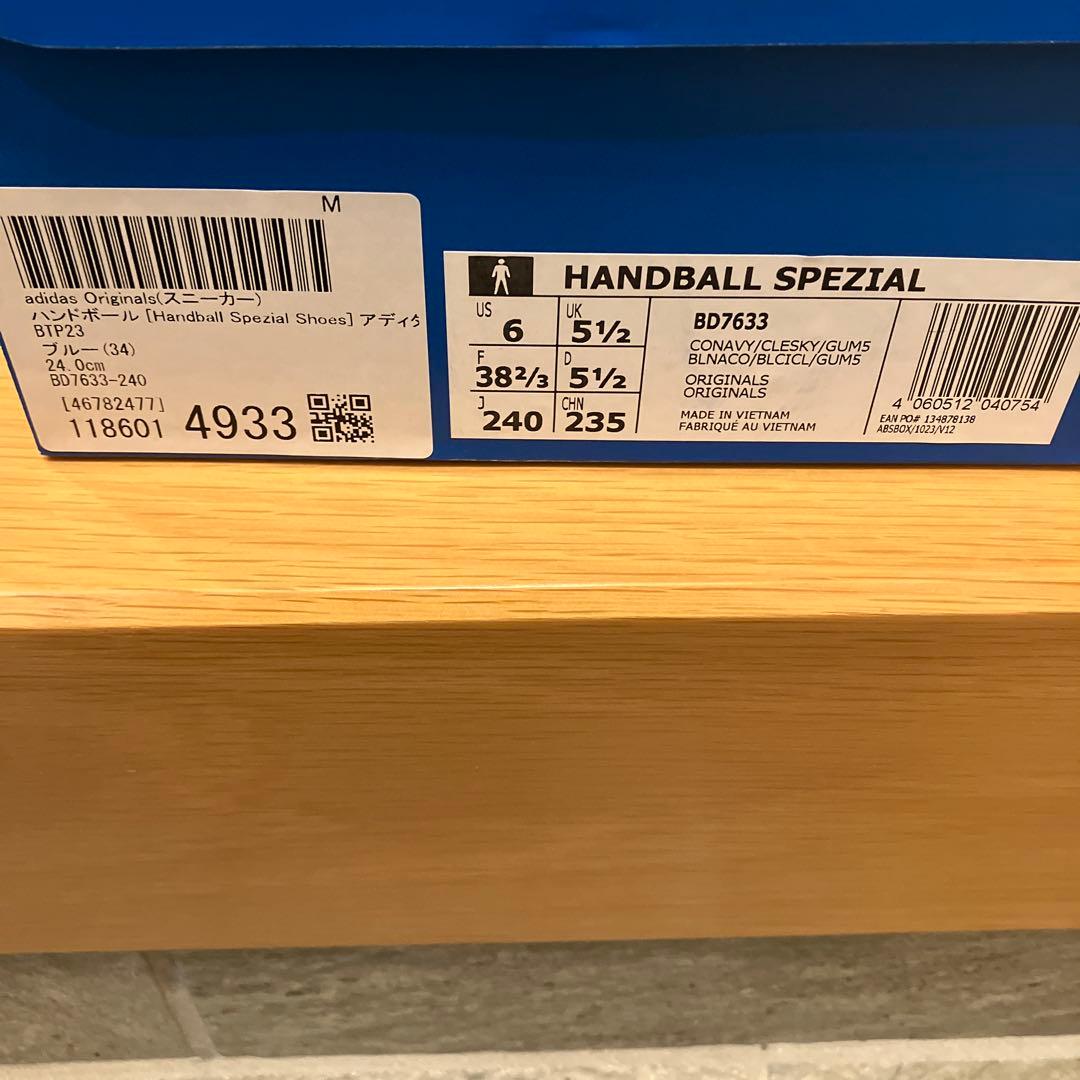 M
adidas Originals(スニーカー)
ハンドボール [Handball Spezial Shoes] アディダ
BTP23
ブルー(34)
24.0cm
BD7633-240
[46782477]
118601 4933
HANDBALL SPEZIAL
US 6
UK 5½
F 38⅔
D 5½
J 240
CHN 235
BD7633
CONAVY/CLESKY/GUM5
BLNACO/BLCICL/GUM5
ORIGINALS
ORIGINALS
MADE IN VIETNAM
FABRIQUÉ AU VIETNAM
4 060512 040754
EAN PO# 134878138
ABSBOX/1023/V12